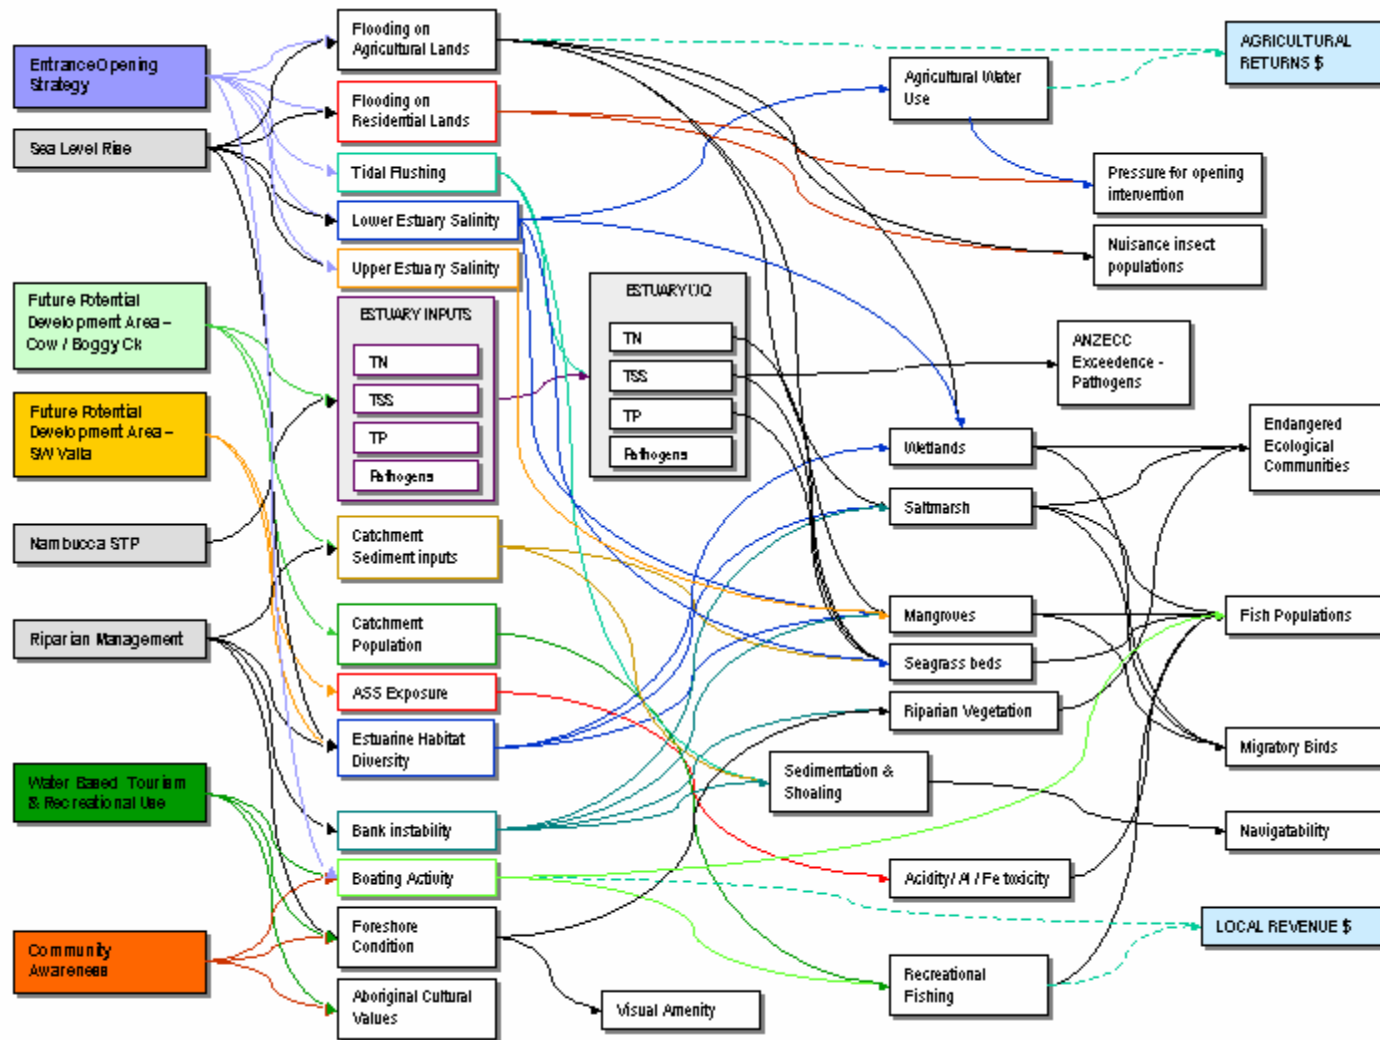 Entrance Opening
Strategy
Sea Level Rise
Future Potential
Development Area –
Cow / Boggy Ck
Future Potential
Development Area –
SW Valla
Nambucca STP
Riparian Management
Water Based Tourism
& Recreational Use
Community
Awareness
Flooding on
Agricultural Lands
Flooding on
Residential Lands
Tidal Flushing
Lower Estuary Salinity
Upper Estuary Salinity
ESTUARY INPUTS
TN
TSS
TP
Pathogens
Catchment
Sediment inputs
Catchment
Population
ASS Exposure
Estuarine Habitat
Diversity
Bank instability
Boating Activity
Foreshore
Condition
Aboriginal Cultural
Values
ESTUARY WQ
TN
TSS
TP
Pathogens
Sedimentation &
Shoaling
Visual Amenity
Agricultural Water
Use
Wetlands
Saltmarsh
Mangroves
Seagrass beds
Riparian Vegetation
Acidity / Al / Fe toxicity
Recreational
Fishing
AGRICULTURAL
RETURNS $
Pressure for opening
intervention
Nuisance insect
populations
ANZECC
Exceedence -
Pathogens
Endangered
Ecological
Communities
Fish Populations
Migratory Birds
Navigatability
LOCAL REVENUE $